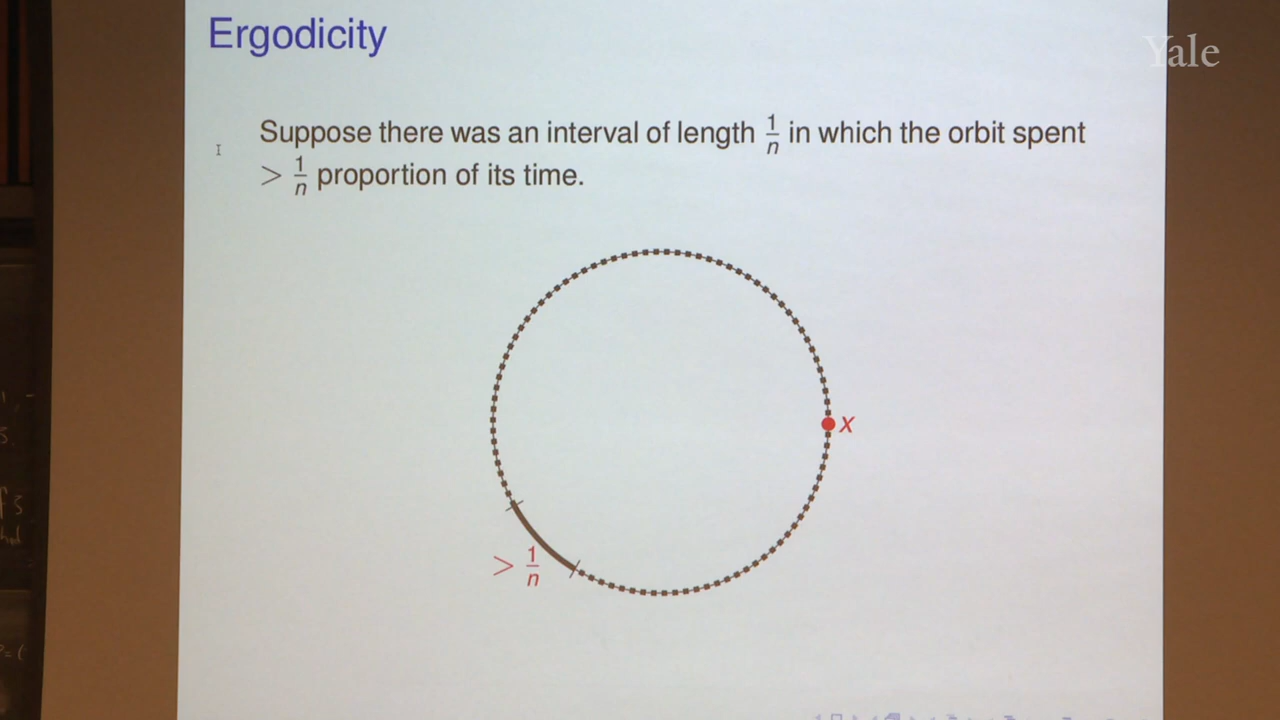 Ergodicity
Yale
Suppose there was an interval of length 1/n in which the orbit spent
> 1/n proportion of its time.
x
> 1/n